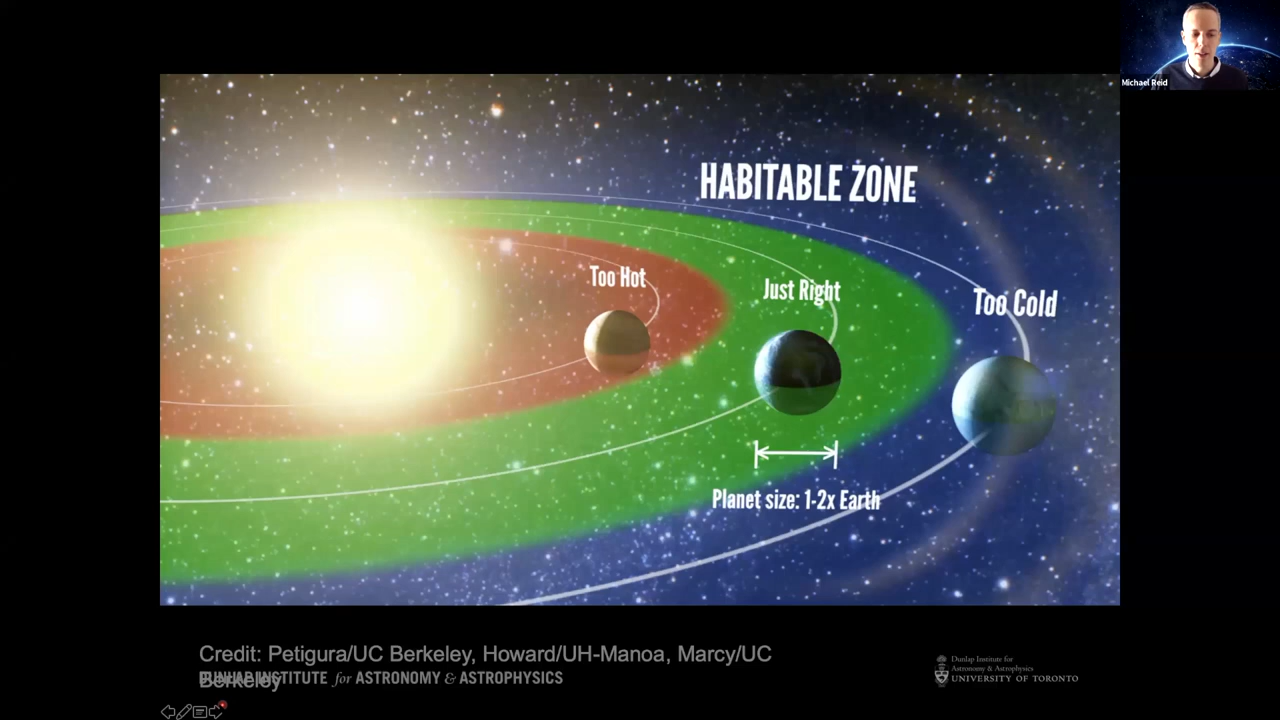 Michael Reid
HABITABLE ZONE
Too Hot
Just Right
Too Cold
Planet size: 1-2x Earth
Credit: Petigura/UC Berkeley, Howard/UH-Manoa, Marcy/UC
Berkeley
DUNLAP INSTITUTE for ASTRONOMY & ASTROPHYSICS
Dunlap Institute for
Astronomy & Astrophysics
UNIVERSITY OF TORONTO